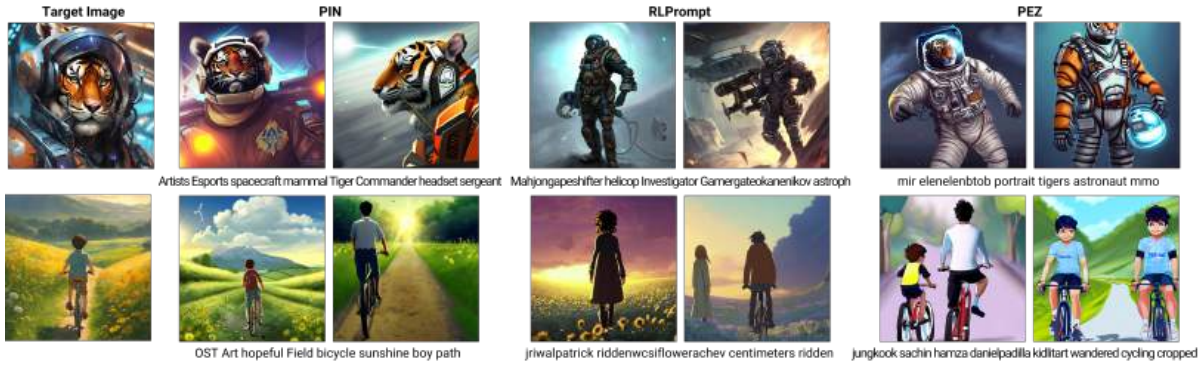 Target Image
PIN
RLPrompt
PEZ
Artists Esports spacecraft mammal Tiger Commander headset sergeant
Mahjongapeshifter helicop Investigator Gamergateokanenikov astroph
mir elenelenbtob portrait tigers astronaut mmo
OST Art hopeful Field bicycle sunshine boy path
jriwalpatrick riddenwcsiflowerachev centimeters ridden
jungkook sachin hamza danielpadilla kidlitart wandered cycling cropped